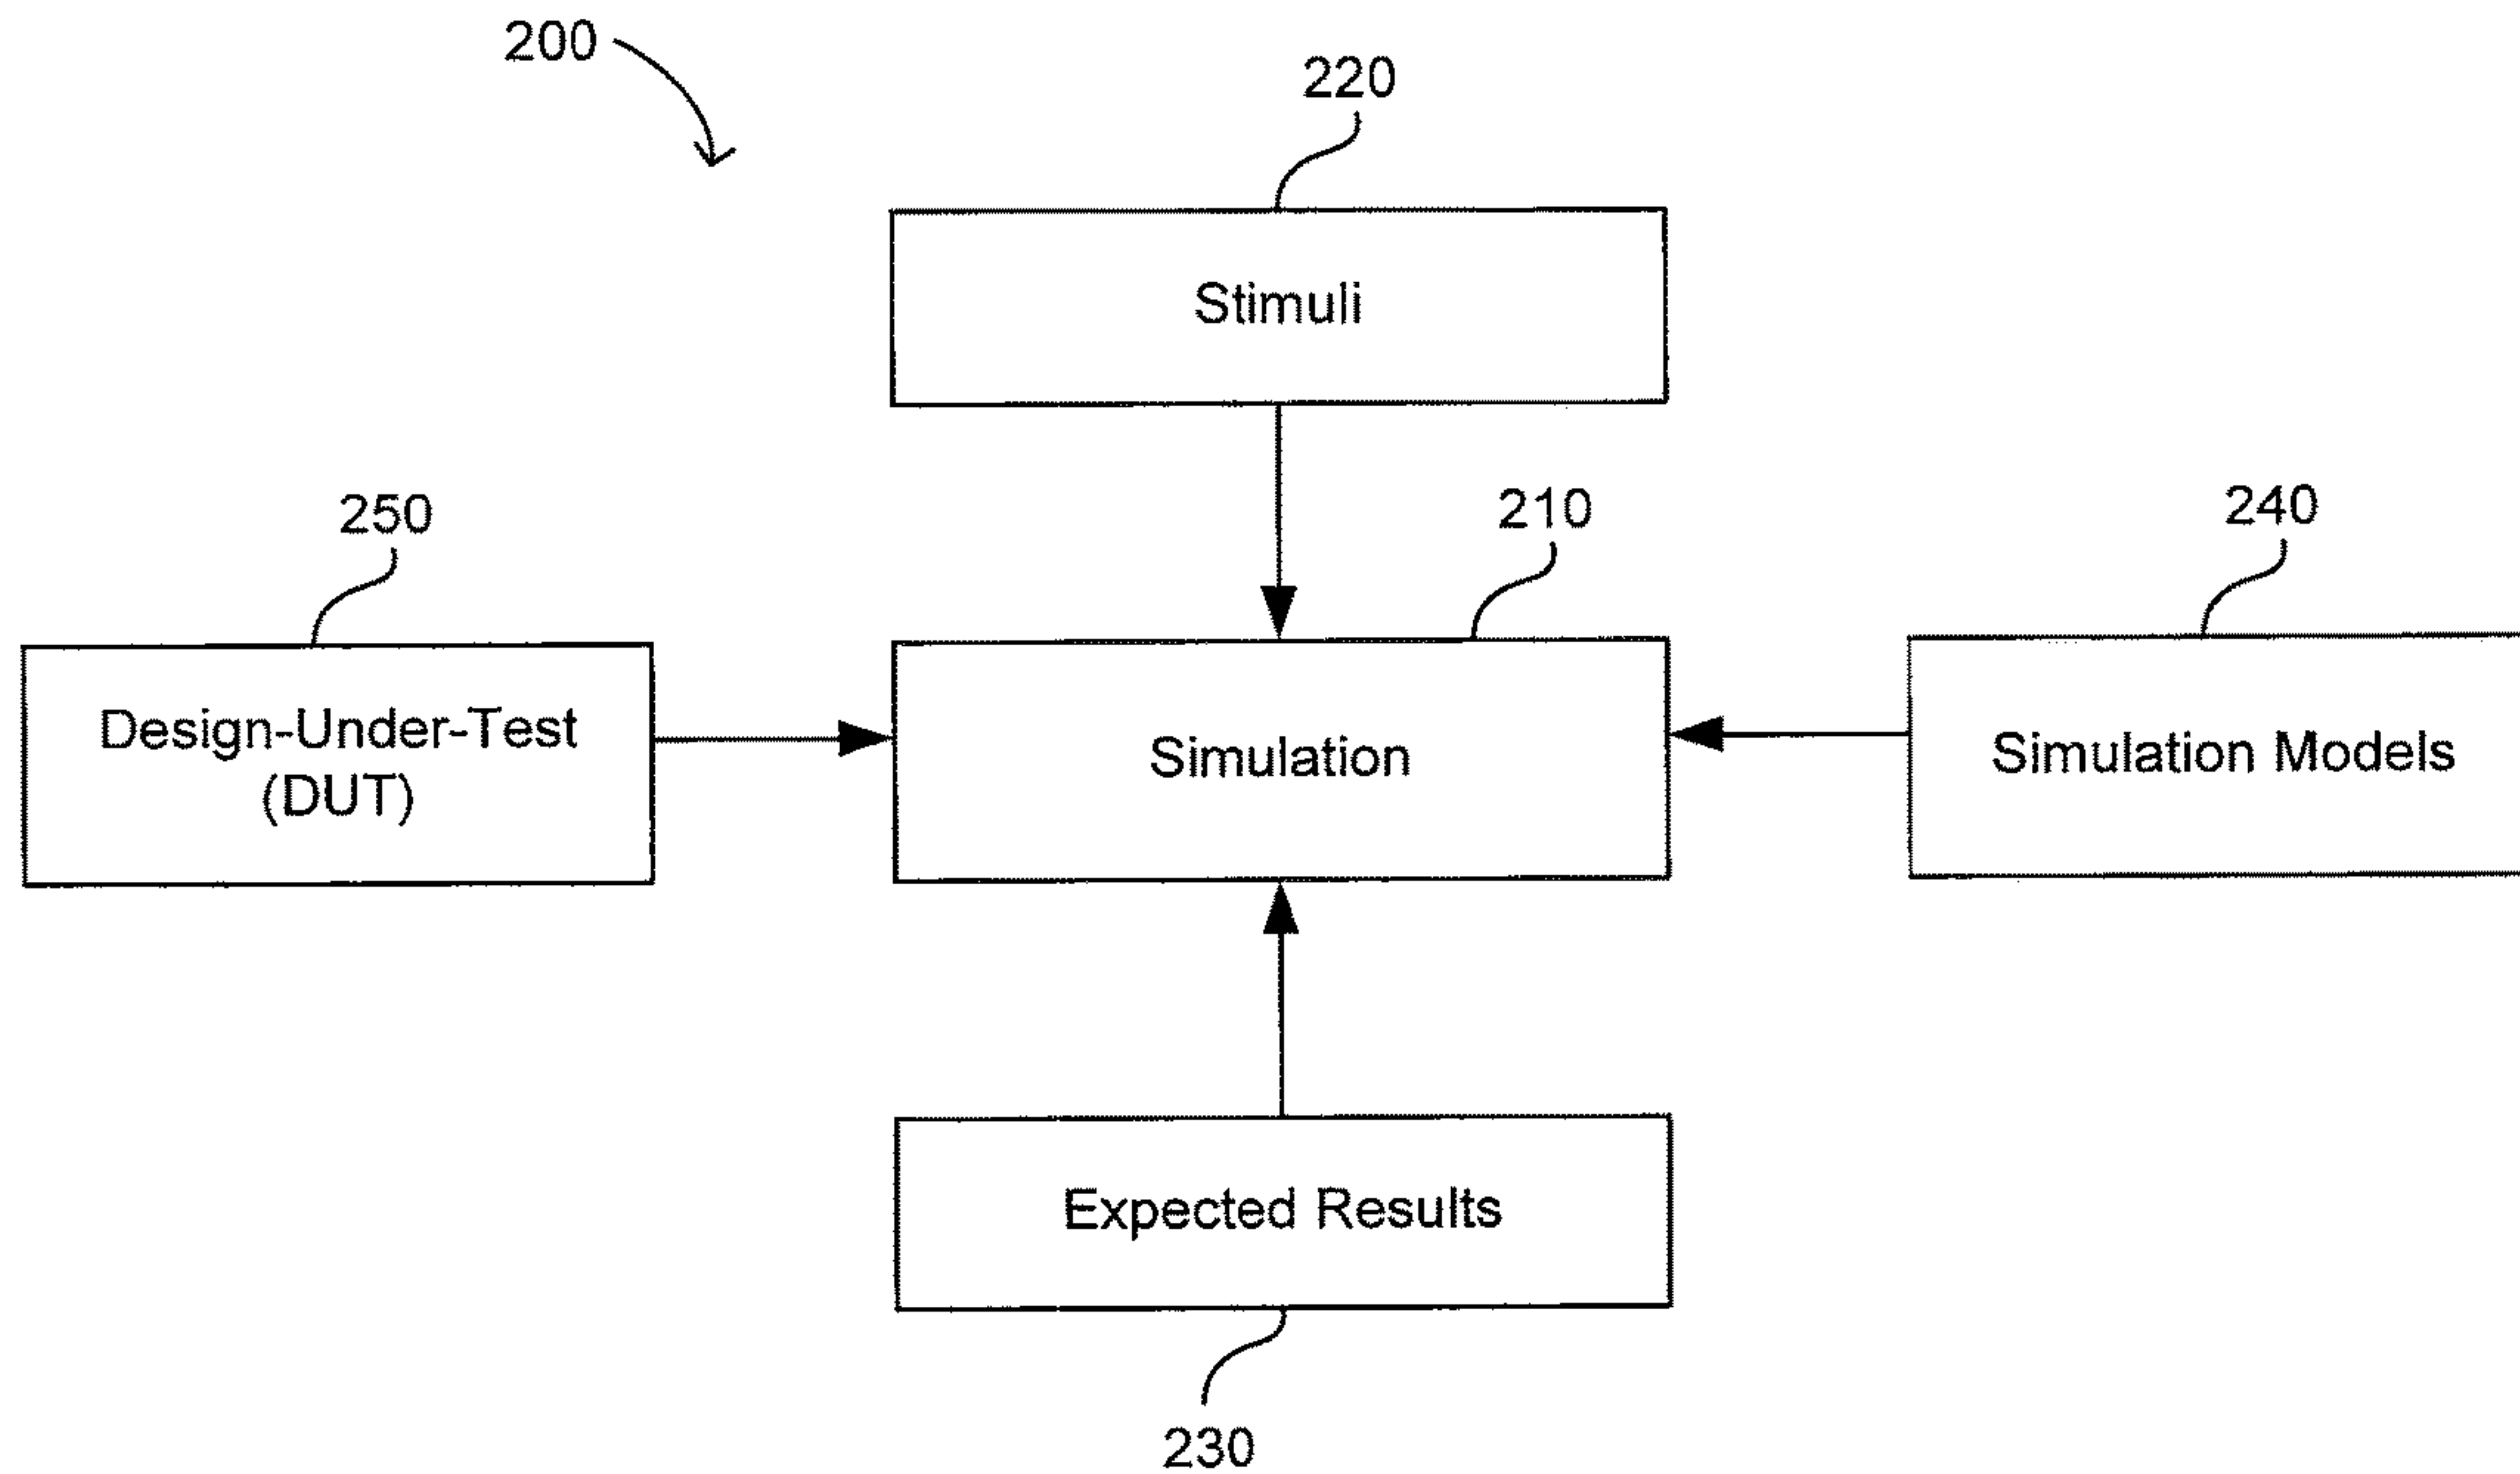 200
220
Stimuli
250
210
240
Design-Under-Test
(DUT)
Simulation
Simulation Models
Expected Results
230